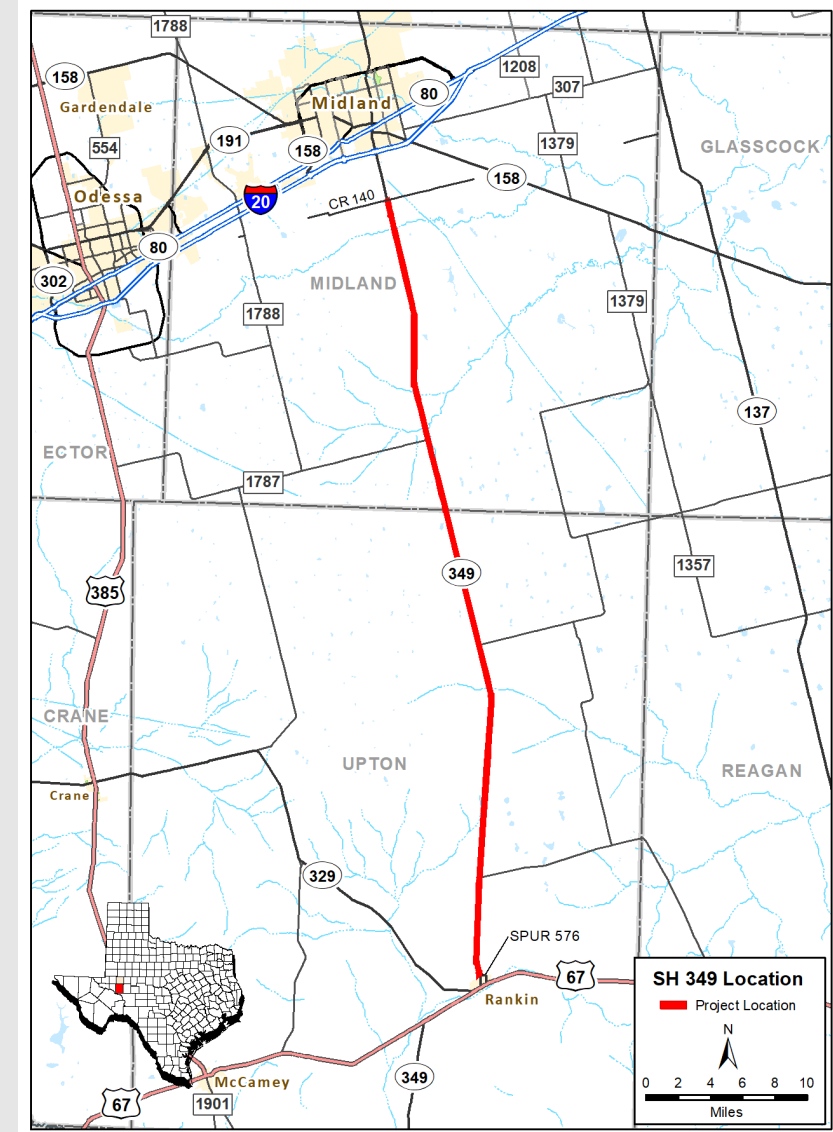 1788
158
1208
80
307
Gardendale
Midland
191
1379
554
158
GLASSCOCK
158
Odessa
CR 140
20
80
302
MIDLAND
1379
1788
137
ECTOR
1787
349
1357
385
CRANE
UPTON
REAGAN
Crane
329
SPUR 576
67
Rankin
SH 349 Location
Project Location
N
0 2 4 6 8 10
Miles
McCamey
349
67
1901